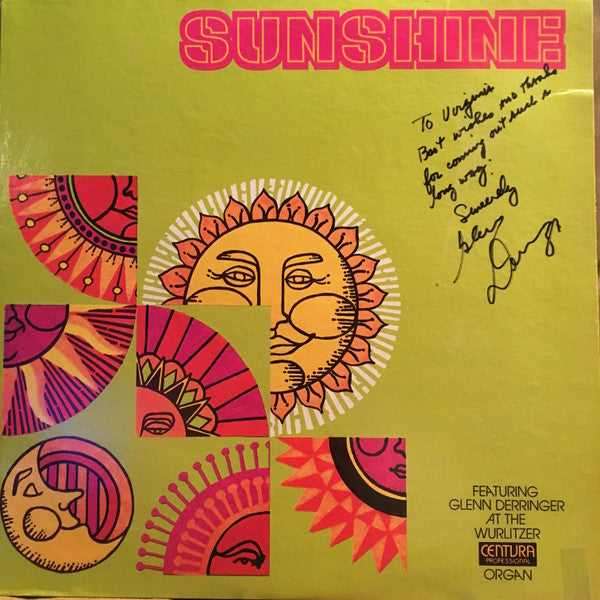 SUNSHINE
To Virginia
Best wishes and thanks
for coming out such a
long way!
Sincerely
Glenn
Derringer
FEATURING
GLENN DERRINGER
AT THE
WURLITZER
CENTURA
PROFESSIONAL
ORGAN